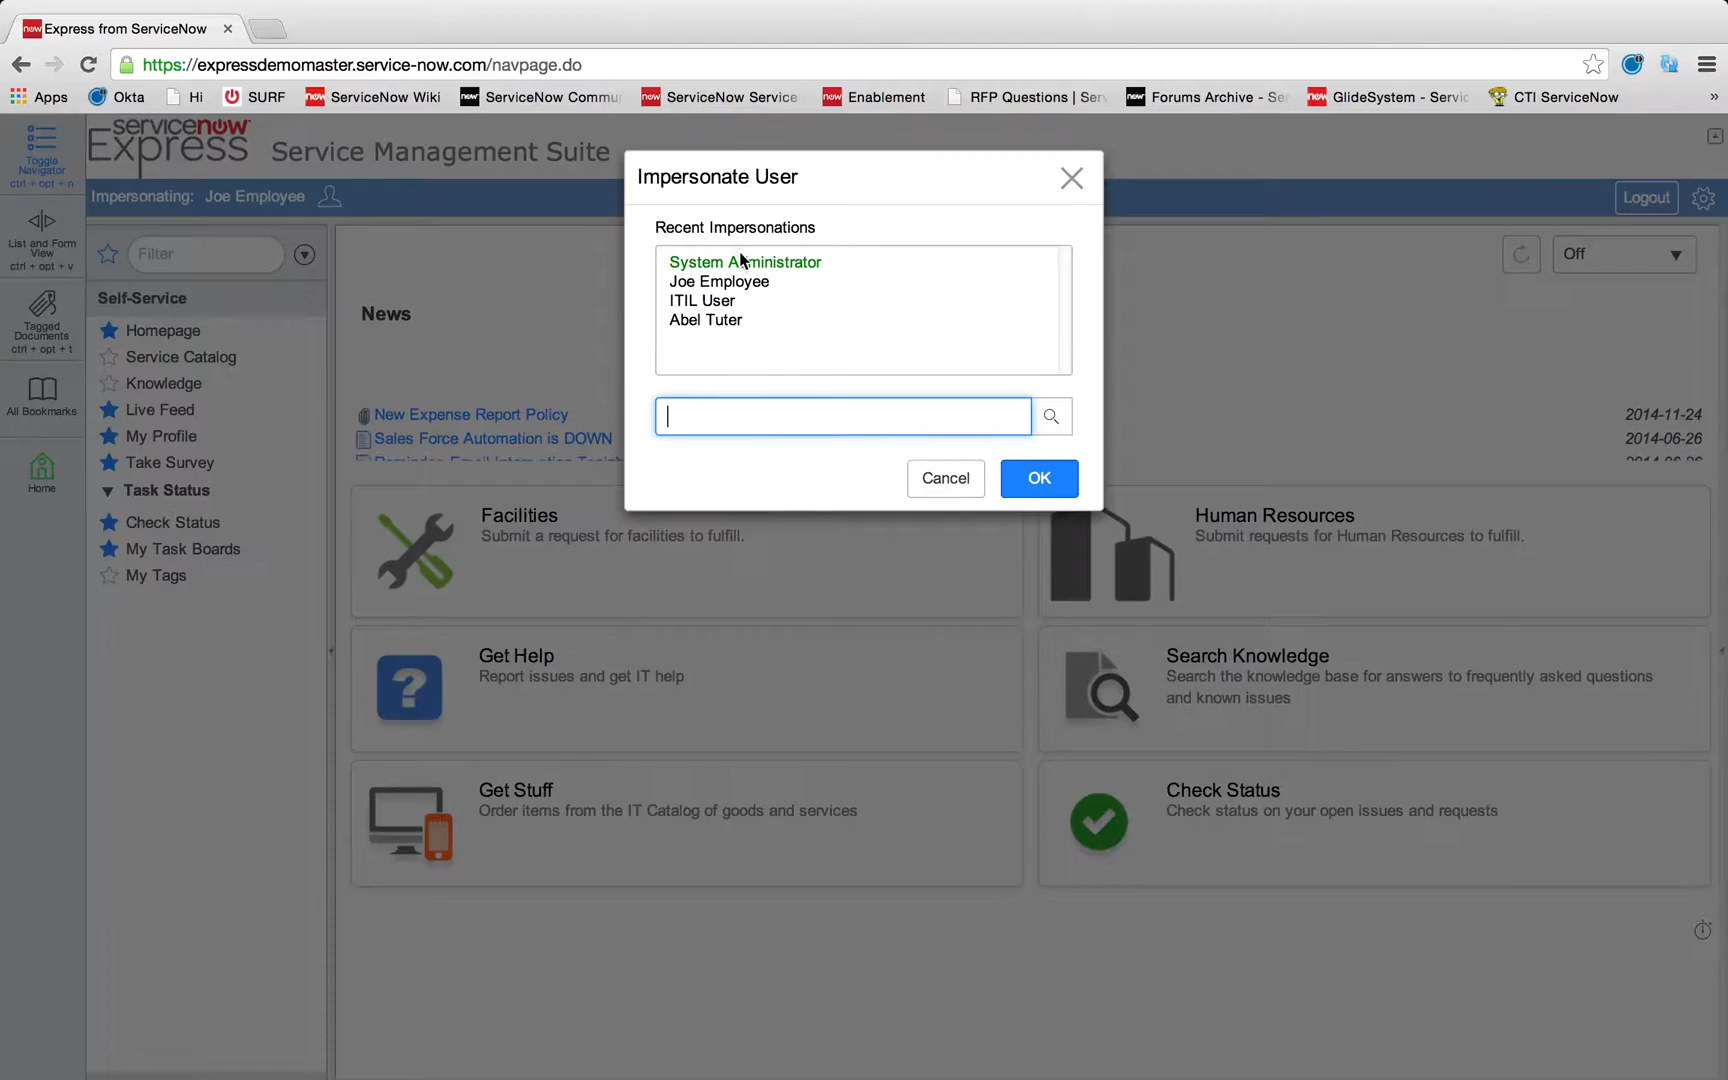 now Express from ServiceNow
https://expressdemomaster.service-now.com/navpage.do
Apps Okta Hi SURF now ServiceNow Wiki now ServiceNow Commu now ServiceNow Service now Enablement RFP Questions | Serv now Forums Archive - Se now GlideSystem - Servic CTI ServiceNow »
Toggle
Navigator
ctrl + opt + n
servicenow
Express Service Management Suite
Impersonating: Joe Employee
Logout
List and Form
View
ctrl + opt + v
Tagged
Documents
ctrl + opt + t
All Bookmarks
Home
Filter
Self-Service
Homepage
Service Catalog
Knowledge
Live Feed
My Profile
Take Survey
Task Status
Check Status
My Task Boards
My Tags
Impersonate User
Recent Impersonations
System Administrator
Joe Employee
ITIL User
Abel Tuter
Cancel OK
Off
News
New Expense Report Policy 2014-11-24
Sales Force Automation is DOWN 2014-06-26
Facilities
Submit a request for facilities to fulfill.
Human Resources
Submit requests for Human Resources to fulfill.
Get Help
Report issues and get IT help
Search Knowledge
Search the knowledge base for answers to frequently asked questions
and known issues
Get Stuff
Order items from the IT Catalog of goods and services
Check Status
Check status on your open issues and requests